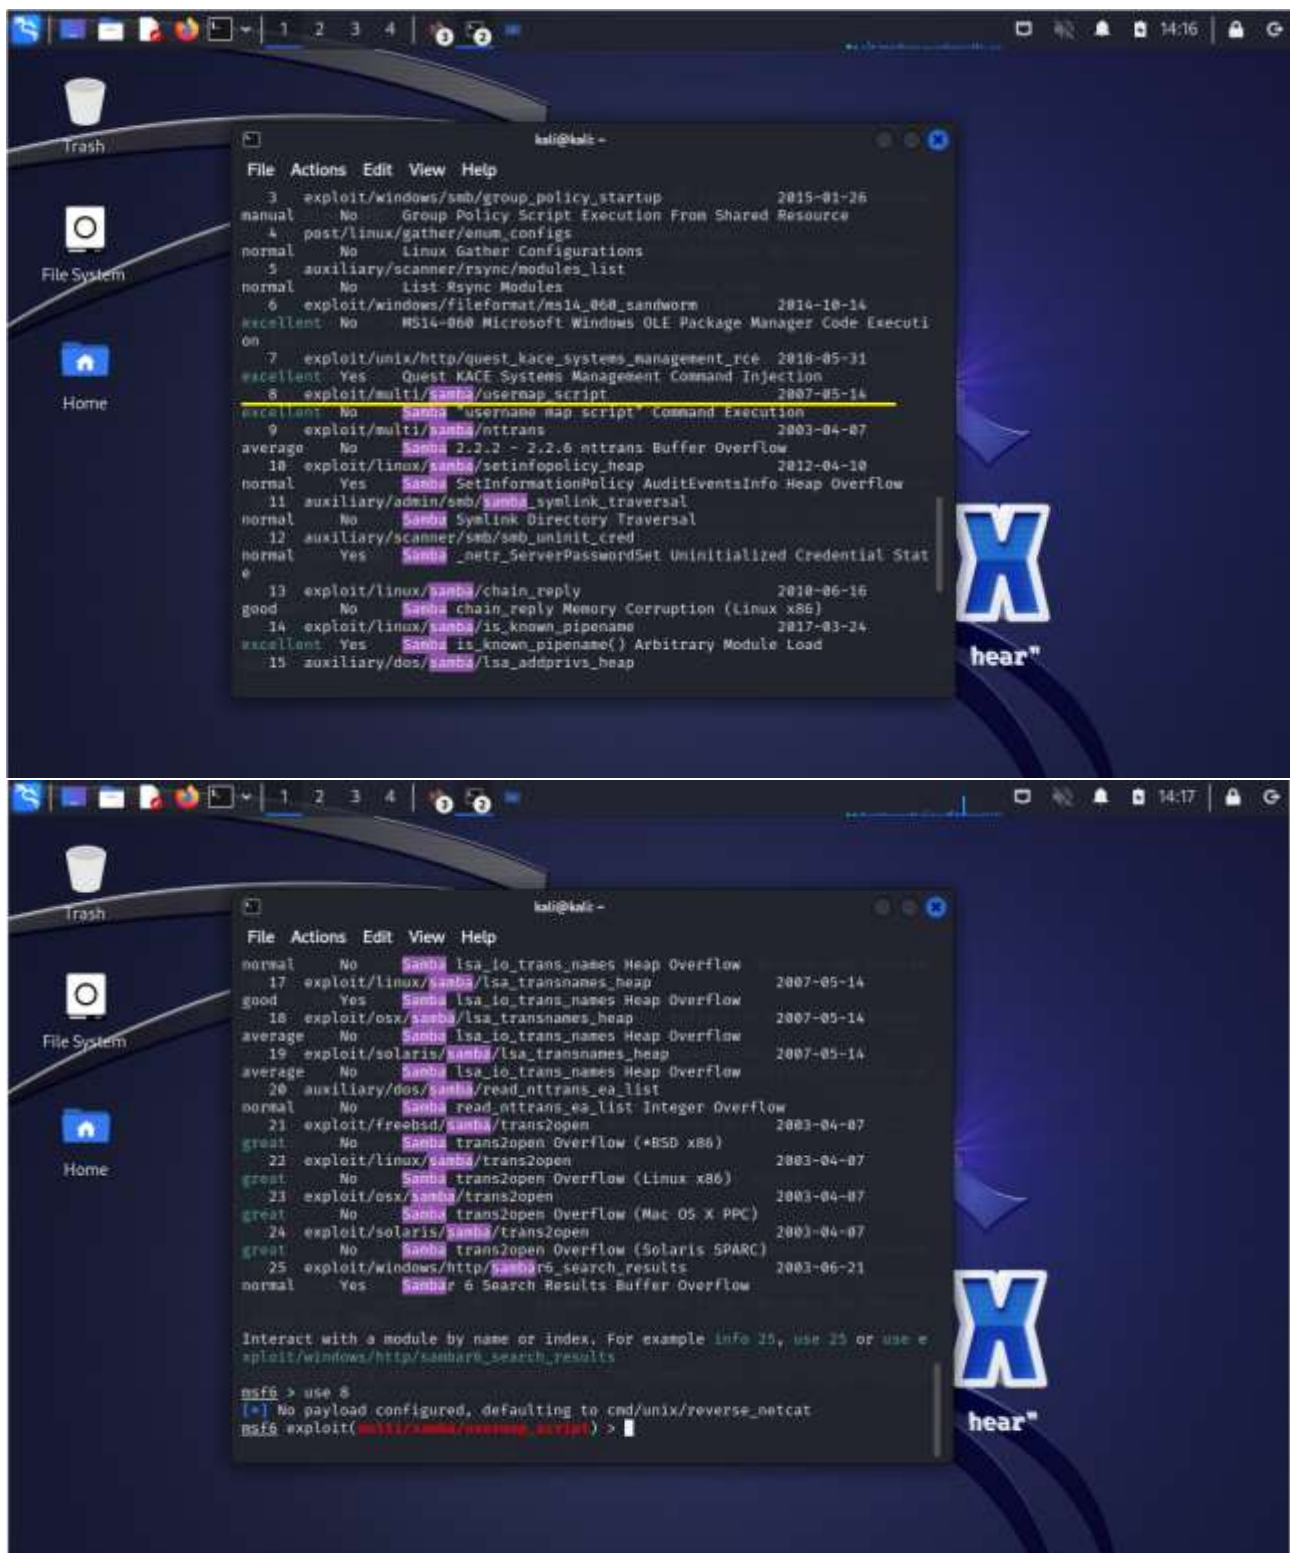 1 2 3 4 3 2 14:16
Trash
File System
Home
kali@kali: ~
File Actions Edit View Help
3 exploit/windows/smb/group_policy_startup 2015-01-26
manual No Group Policy Script Execution From Shared Resource
4 post/linux/gather/enum_configs
normal No Linux Gather Configurations
5 auxiliary/scanner/rsync/modules_list
normal No List Rsync Modules
6 exploit/windows/fileformat/ms14_060_sandworm 2014-10-14
excellent No MS14-060 Microsoft Windows OLE Package Manager Code Executi
on
7 exploit/unix/http/quest_kace_systems_management_rce 2018-05-31
excellent Yes Quest KACE Systems Management Command Injection
8 exploit/multi/samba/usermap_script 2007-05-14
excellent No Samba "username map script" Command Execution
9 exploit/multi/samba/nttrans 2003-04-07
average No Samba 2.2.2 - 2.2.6 nttrans Buffer Overflow
10 exploit/linux/samba/setinfopolicy_heap 2012-04-10
normal Yes Samba SetInformationPolicy AuditEventsInfo Heap Overflow
11 auxiliary/admin/smb/samba_symlink_traversal
normal No Samba Symlink Directory Traversal
12 auxiliary/scanner/smb/smb_uninit_cred
normal Yes Samba _netr_ServerPasswordSet Uninitialized Credential Stat
e
13 exploit/linux/samba/chain_reply 2010-06-16
good No Samba chain_reply Memory Corruption (Linux x86)
14 exploit/linux/samba/is_known_pipename 2017-03-24
excellent Yes Samba is_known_pipename() Arbitrary Module Load
15 auxiliary/dos/samba/lsa_addprivs_heap
hear"
1 2 3 4 3 2 14:17
Trash
File System
Home
kali@kali: ~
File Actions Edit View Help
normal No Samba lsa_io_trans_names Heap Overflow
17 exploit/linux/samba/lsa_transnames_heap 2007-05-14
good Yes Samba lsa_io_trans_names Heap Overflow
18 exploit/osx/samba/lsa_transnames_heap 2007-05-14
average No Samba lsa_io_trans_names Heap Overflow
19 exploit/solaris/samba/lsa_transnames_heap 2007-05-14
average No Samba lsa_io_trans_names Heap Overflow
20 auxiliary/dos/samba/read_nttrans_ea_list
normal No Samba read_nttrans_ea_list Integer Overflow
21 exploit/freebsd/samba/trans2open 2003-04-07
great No Samba trans2open Overflow (*BSD x86)
22 exploit/linux/samba/trans2open 2003-04-07
great No Samba trans2open Overflow (Linux x86)
23 exploit/osx/samba/trans2open 2003-04-07
great No Samba trans2open Overflow (Mac OS X PPC)
24 exploit/solaris/samba/trans2open 2003-04-07
great No Samba trans2open Overflow (Solaris SPARC)
25 exploit/windows/http/sambar6_search_results 2003-06-21
normal Yes Sambar 6 Search Results Buffer Overflow
Interact with a module by name or index. For example info 25, use 25 or use e
xploit/windows/http/sambar6_search_results
msf6 > use 8
[*] No payload configured, defaulting to cmd/unix/reverse_netcat
msf6 exploit(multi/samba/usermap_script) >
hear"